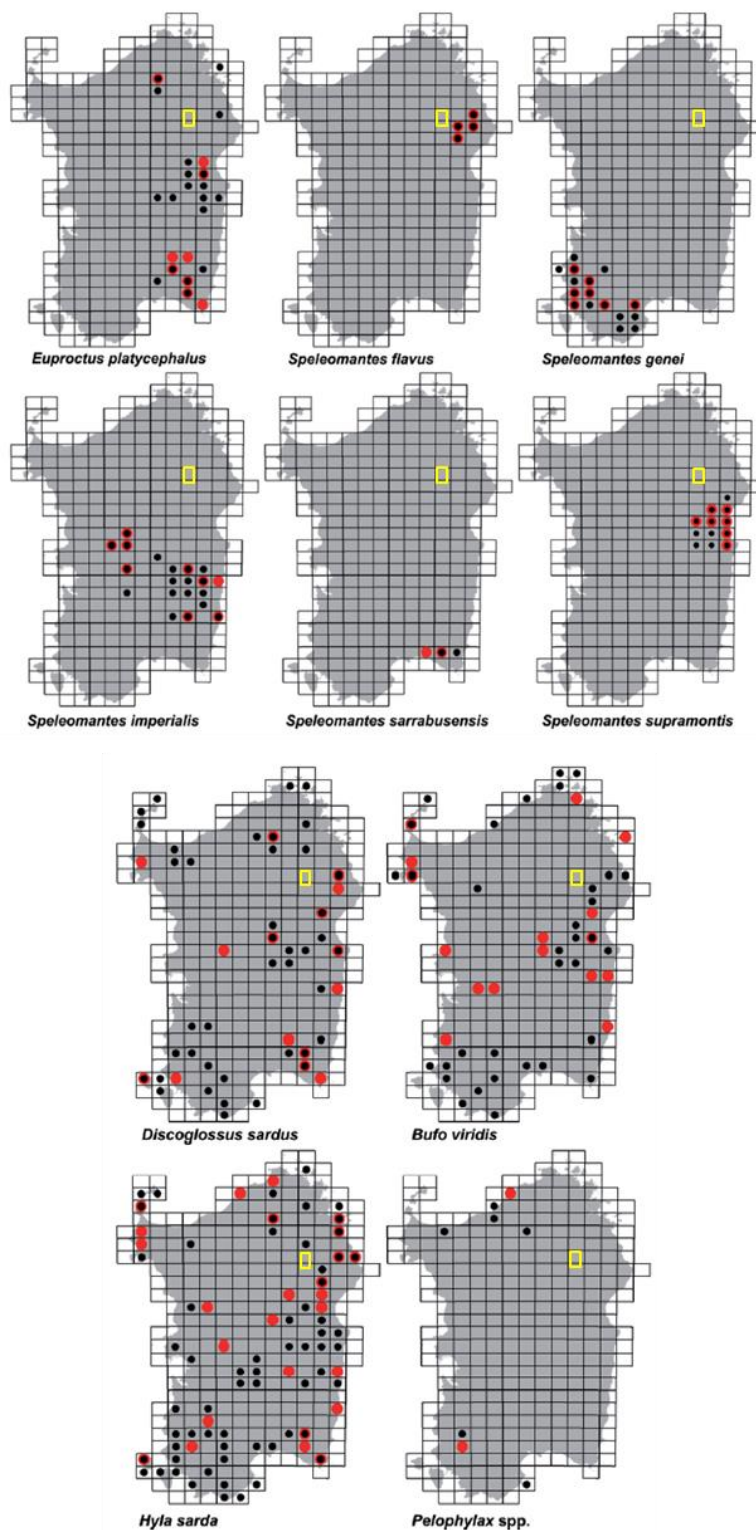 Euproctus platycephalus
Speleomantes flavus
Speleomantes genei
Speleomantes imperialis
Speleomantes sarrabusensis
Speleomantes supramontis
Discoglossus sardus
Bufo viridis
Hyla sarda
Pelophylax spp.